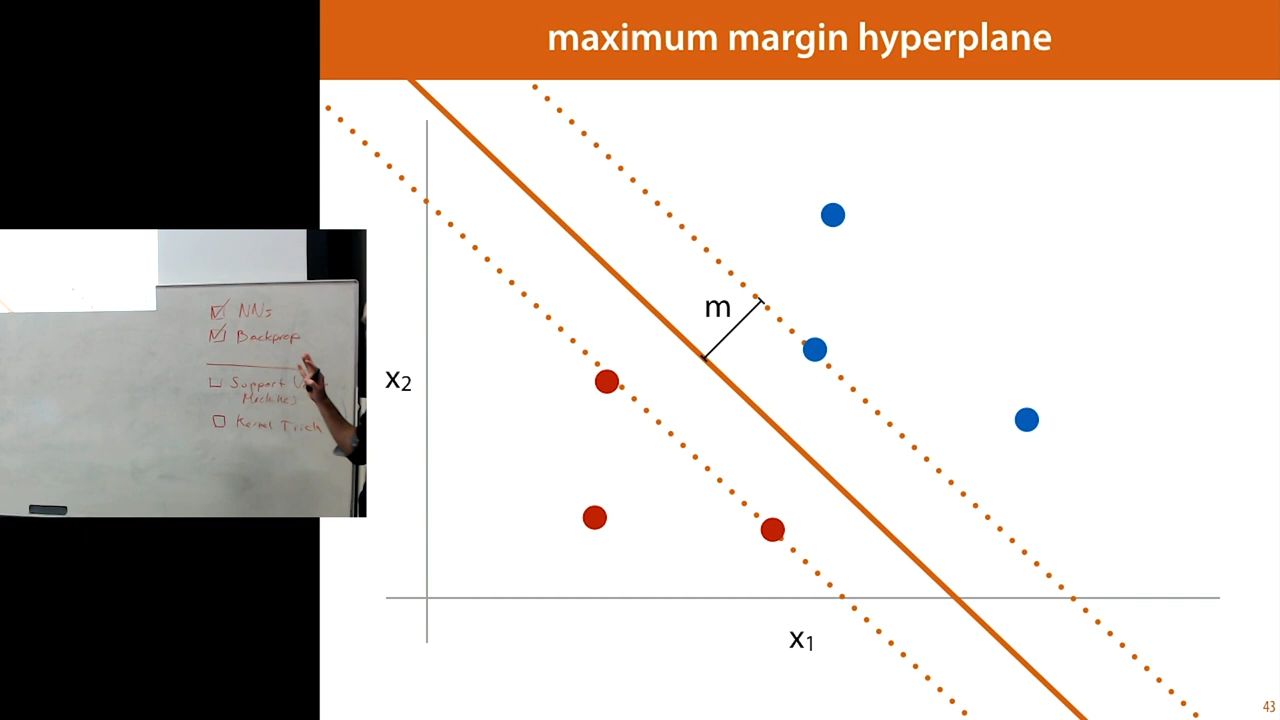 maximum margin hyperplane
m
x2
x1
43
NNs
Backprop
Support
Machines
Kernel Trick